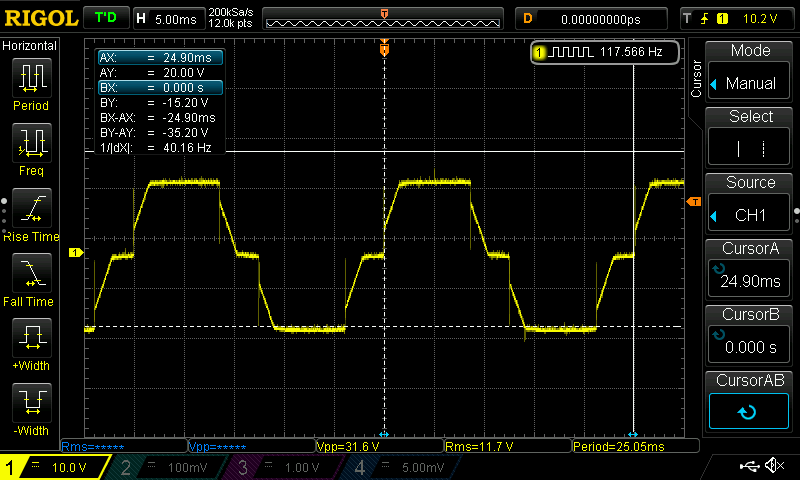 RIGOL T'D H 5.00ms 200kSa/s 12.0k pts T D 0.00000000ps T 1 10.2 V
Horizontal
Period
Freq
Rise Time
Fall Time
+Width
-Width
AX: = 24.90ms
AY: = 20.00 V
BX: = 0.000 s
BY: = -15.20 V
BX-AX: = -24.90ms
BY-AY: = -35.20 V
1/|dX|: = 40.16 Hz
1 117.566 Hz
T
1
T
Cursor
Mode
Manual
Select
Source
CH1
CursorA
24.90ms
CursorB
0.000 s
CursorAB
Rms=***** Vpp=***** Vpp=31.6 V Rms=11.7 V Period=25.05ms
1 = 10.0 V 2 = 100mV 3 = 1.00 V 4 = 5.00mV